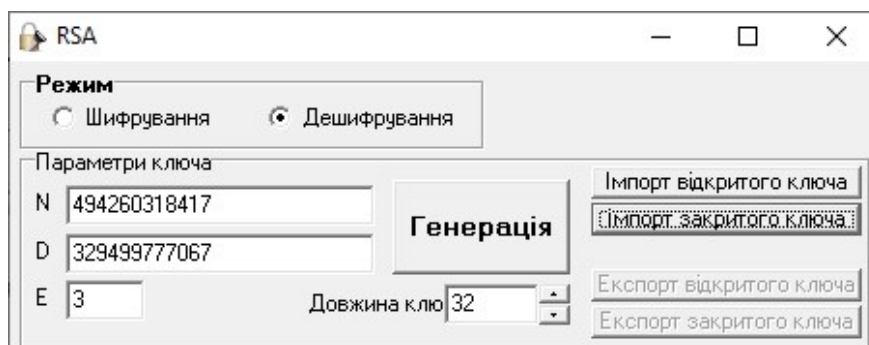 RSA
Режим
Шифрування
Дешифрування
Параметри ключа
N 494260318417
D 329499777067
E 3
Генерація
Довжина клю 32
Імпорт відкритого ключа
Імпорт закритого ключа
Експорт відкритого ключа
Експорт закритого ключа